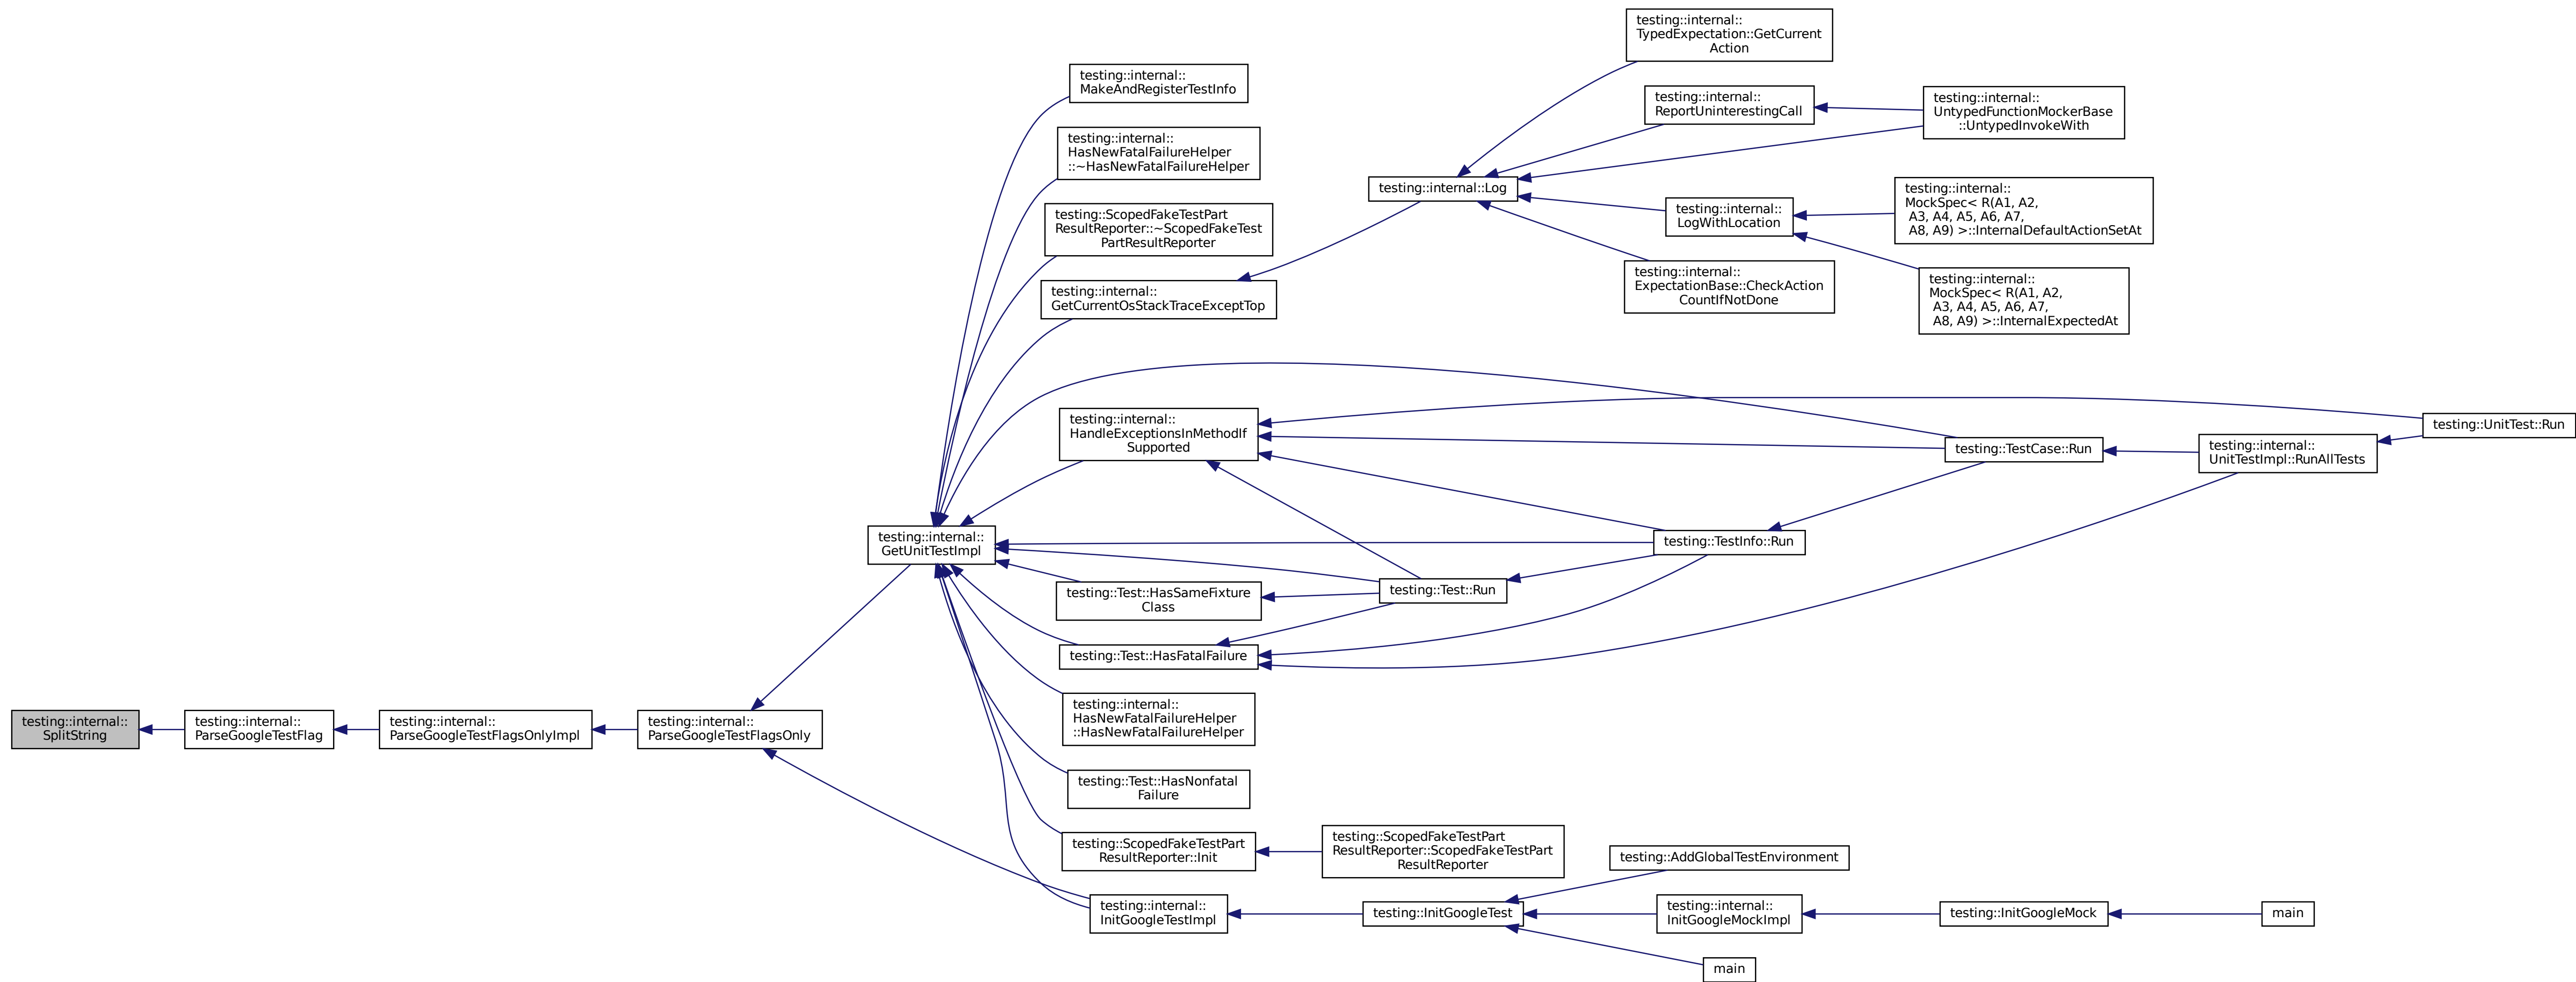 testing::internal::
TypedExpectation::GetCurrent
Action
testing::internal::
MakeAndRegisterTestInfo
testing::internal::
ReportUninterestingCall
testing::internal::
UntypedFunctionMockerBase
::UntypedInvokeWith
testing::internal::
HasNewFatalFailureHelper
::~HasNewFatalFailureHelper
testing::internal::Log
testing::internal::
MockSpec< R(A1, A2,
A3, A4, A5, A6, A7,
A8, A9) >::InternalDefaultActionSetAt
testing::internal::
LogWithLocation
testing::ScopedFakeTestPart
ResultReporter::~ScopedFakeTest
PartResultReporter
testing::internal::
ExpectationBase::CheckAction
CountIfNotDone
testing::internal::
MockSpec< R(A1, A2,
A3, A4, A5, A6, A7,
A8, A9) >::InternalExpectedAt
testing::internal::
GetCurrentOsStackTraceExceptTop
testing::internal::
HandleExceptionsInMethodIf
Supported
testing::UnitTest::Run
testing::TestCase::Run
testing::internal::
UnitTestImpl::RunAllTests
testing::internal::
GetUnitTestImpl
testing::TestInfo::Run
testing::Test::HasSameFixture
Class
testing::Test::Run
testing::Test::HasFatalFailure
testing::internal::
SplitString
testing::internal::
ParseGoogleTestFlag
testing::internal::
ParseGoogleTestFlagsOnlyImpl
testing::internal::
ParseGoogleTestFlagsOnly
testing::internal::
HasNewFatalFailureHelper
::HasNewFatalFailureHelper
testing::Test::HasNonfatal
Failure
testing::ScopedFakeTestPart
ResultReporter::Init
testing::ScopedFakeTestPart
ResultReporter::ScopedFakeTestPart
ResultReporter
testing::AddGlobalTestEnvironment
testing::internal::
InitGoogleTestImpl
testing::InitGoogleTest
testing::internal::
InitGoogleMockImpl
testing::InitGoogleMock
main
main